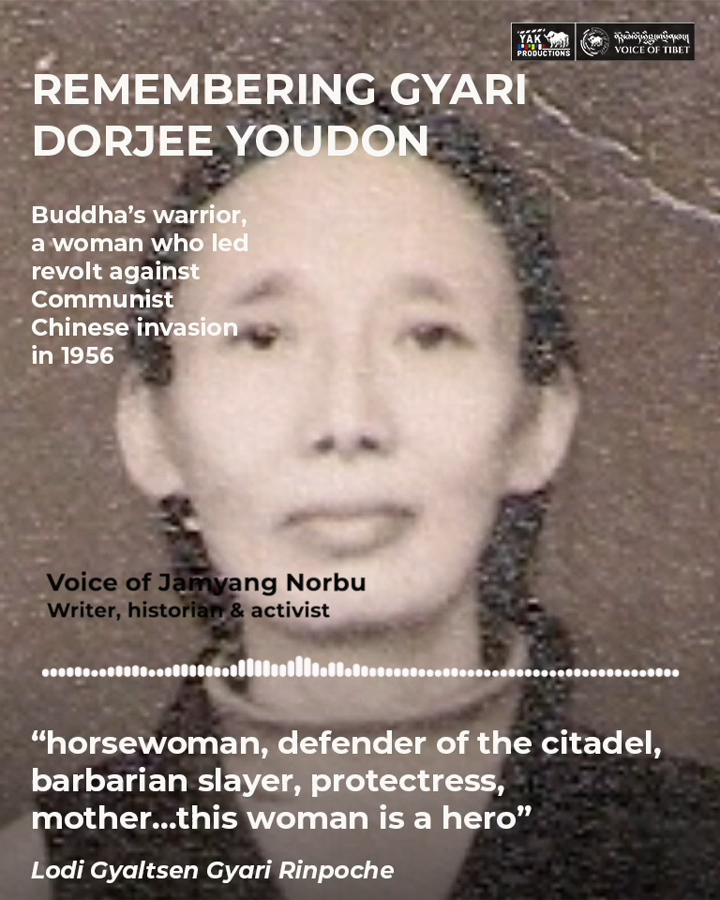 YAK
PRODUCTIONS
VOICE OF TIBET
REMEMBERING GYARI
DORJEE YOUDON
Buddha’s warrior,
a woman who led
revolt against
Communist
Chinese invasion
in 1956
Voice of Jamyang Norbu
Writer, historian & activist
“horsewoman, defender of the citadel,
barbarian slayer, protectress,
mother...this woman is a hero”
Lodi Gyaltsen Gyari Rinpoche